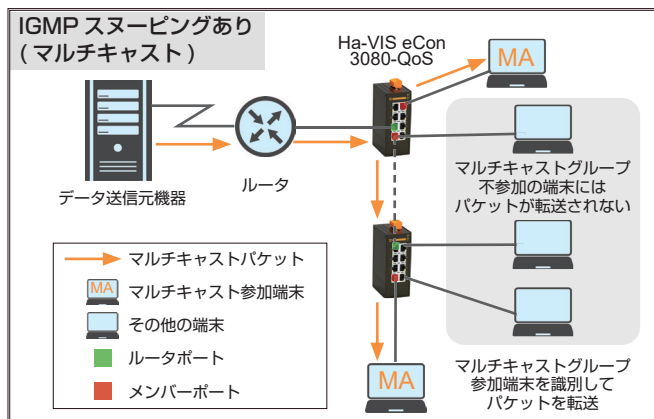 IGMP スヌーピングあり
( マルチキャスト )
Ha-VIS eCon
3080-QoS
MA
データ送信元機器
ルータ
マルチキャストグループ
不参加の端末には
パケットが転送されない
マルチキャストパケット
MA マルチキャスト参加端末
その他の端末
ルータポート
メンバーポート
MA
マルチキャストグループ
参加端末を識別して
パケットを転送